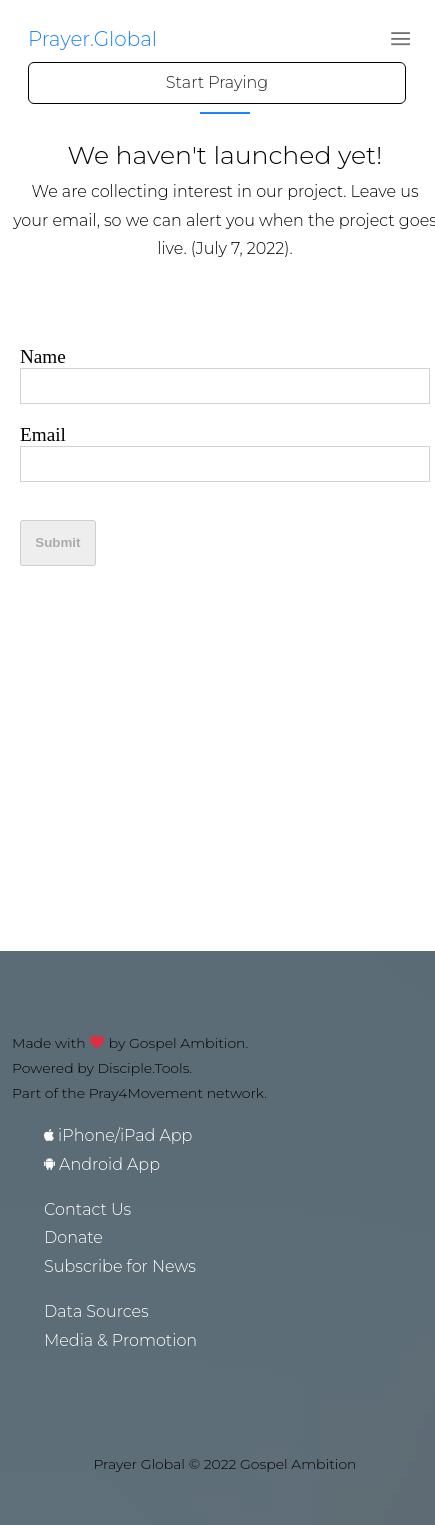 Prayer.Global
Start Praying
We haven't launched yet!
We are collecting interest in our project. Leave us
your email, so we can alert you when the project goes
live. (July 7, 2022).
Name
Email
Submit
Made with ❤ by Gospel Ambition.
Powered by Disciple.Tools.
Part of the Pray4Movement network.
iPhone/iPad App
Android App
Contact Us
Donate
Subscribe for News
Data Sources
Media & Promotion
Prayer Global © 2022 Gospel Ambition